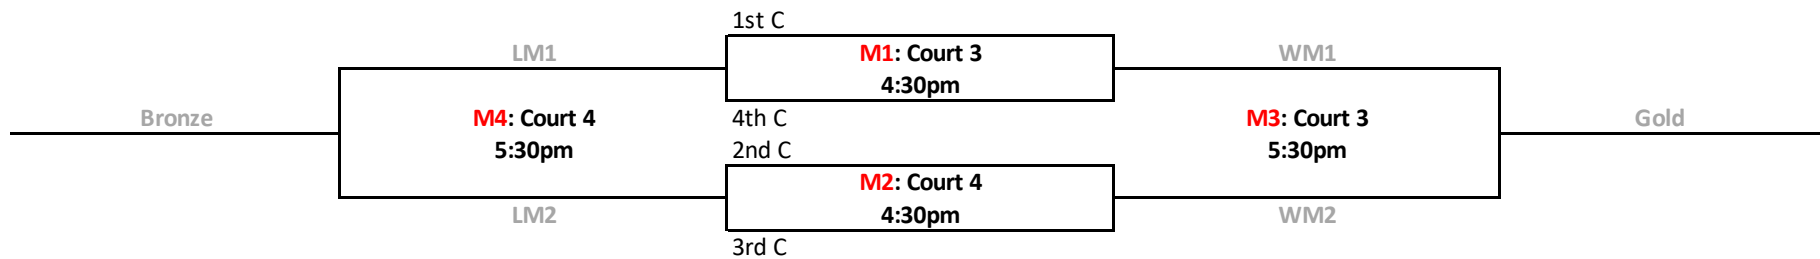 1st C
LM1
M1: Court 3
4:30pm
WM1
Bronze
M4: Court 4
5:30pm
4th C
2nd C
M3: Court 3
5:30pm
Gold
LM2
M2: Court 4
4:30pm
WM2
3rd C